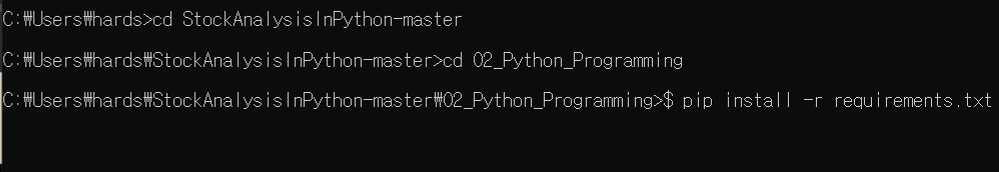 C:₩Users₩hards>cd StockAnalysisInPython-master
C:₩Users₩hards₩StockAnalysisInPython-master>cd 02_Python_Programming
C:₩Users₩hards₩StockAnalysisInPython-master₩02_Python_Programming>$ pip install -r requirements.txt